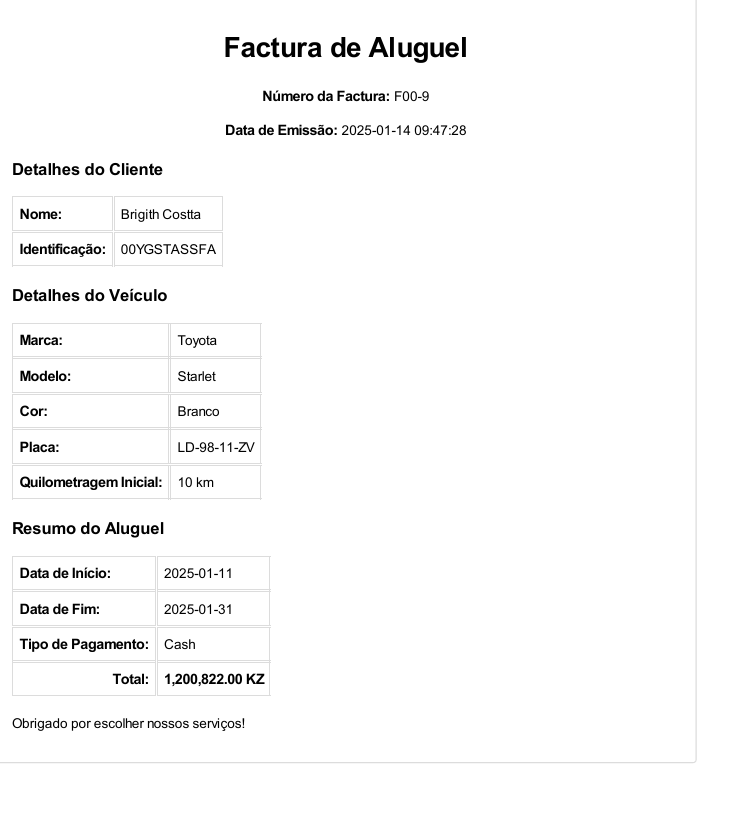 Factura de Aluguel
Número da Factura: F00-9
Data de Emissão: 2025-01-14 09:47:28
Detalhes do Cliente
Nome: Brigith Costta
Identificação: 00YGSTASSFA
Detalhes do Veículo
Marca: Toyota
Modelo: Starlet
Cor: Branco
Placa: LD-98-11-ZV
Quilometragem Inicial: 10 km
Resumo do Aluguel
Data de Início: 2025-01-11
Data de Fim: 2025-01-31
Tipo de Pagamento: Cash
Total: 1,200,822.00 KZ
Obrigado por escolher nossos serviços!